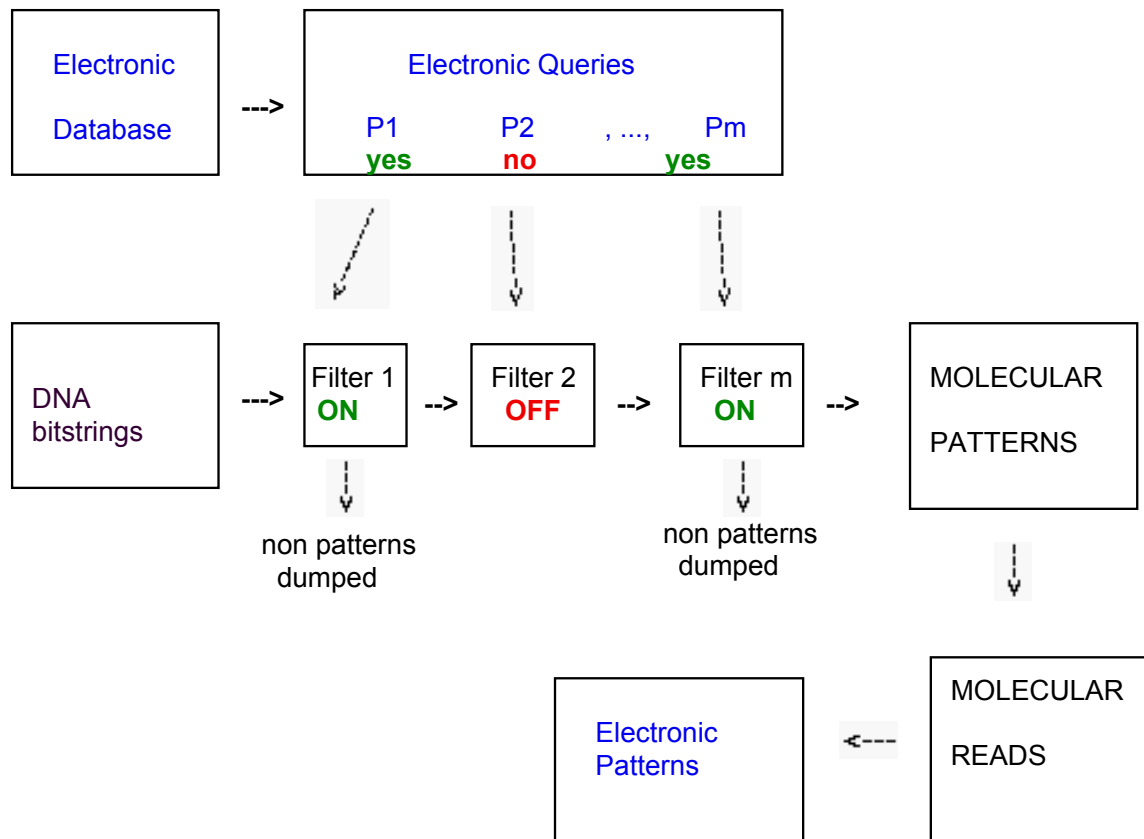 Electronic
Database
--->
Electronic Queries
P1 P2 , ..., Pm
yes no yes
DNA
bitstrings
--->
Filter 1
ON
-->
Filter 2
OFF
-->
Filter m
ON
-->
MOLECULAR
PATTERNS
non patterns
dumped
non patterns
dumped
MOLECULAR
READS
Electronic
Patterns